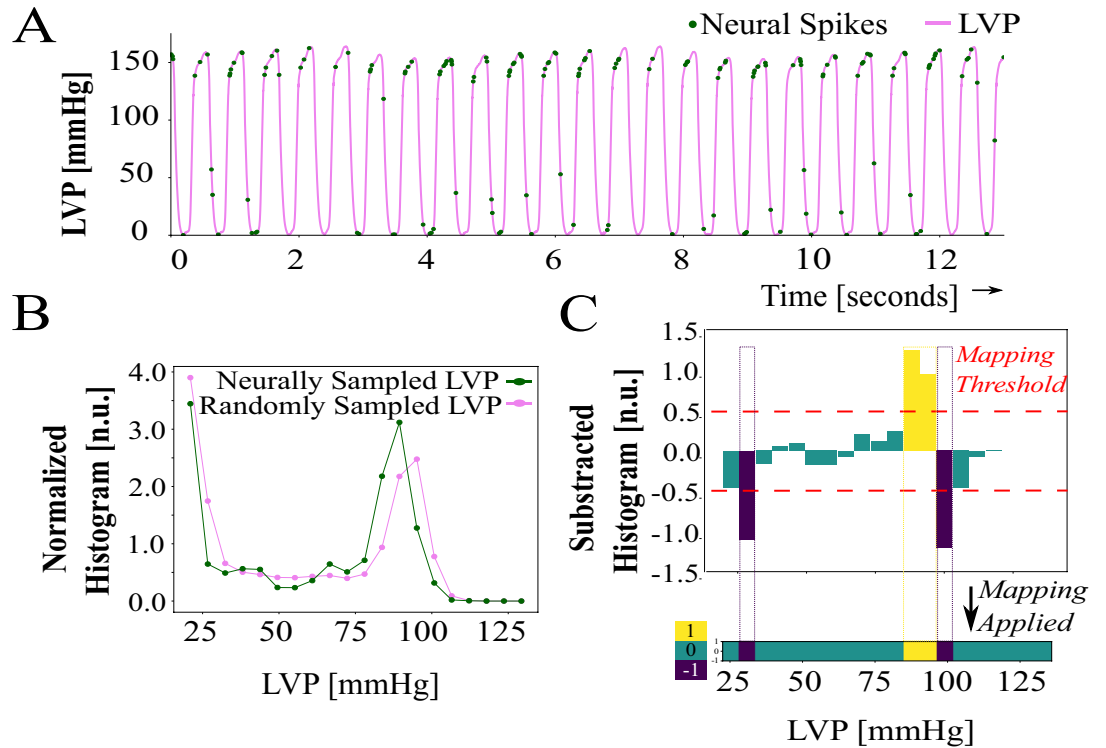 A
Neural Spikes
LVP
LVP [mmHg]
150
100
50
0
0
2
4
6
8
10
12
Time [seconds]
B
Normalized
Histogram [n.u.]
4.0
3.0
2.0
1.0
0.0
Neurally Sampled LVP
Randomly Sampled LVP
25
50
75
100
125
LVP [mmHg]
C
Substracted
Histogram [n.u.]
1.5
1.0
0.5
0.0
-0.5
-1.0
-1.5
Mapping
Threshold
Mapping
Applied
1
0
-1
1
0
-1
25
50
75
100
125
LVP [mmHg]